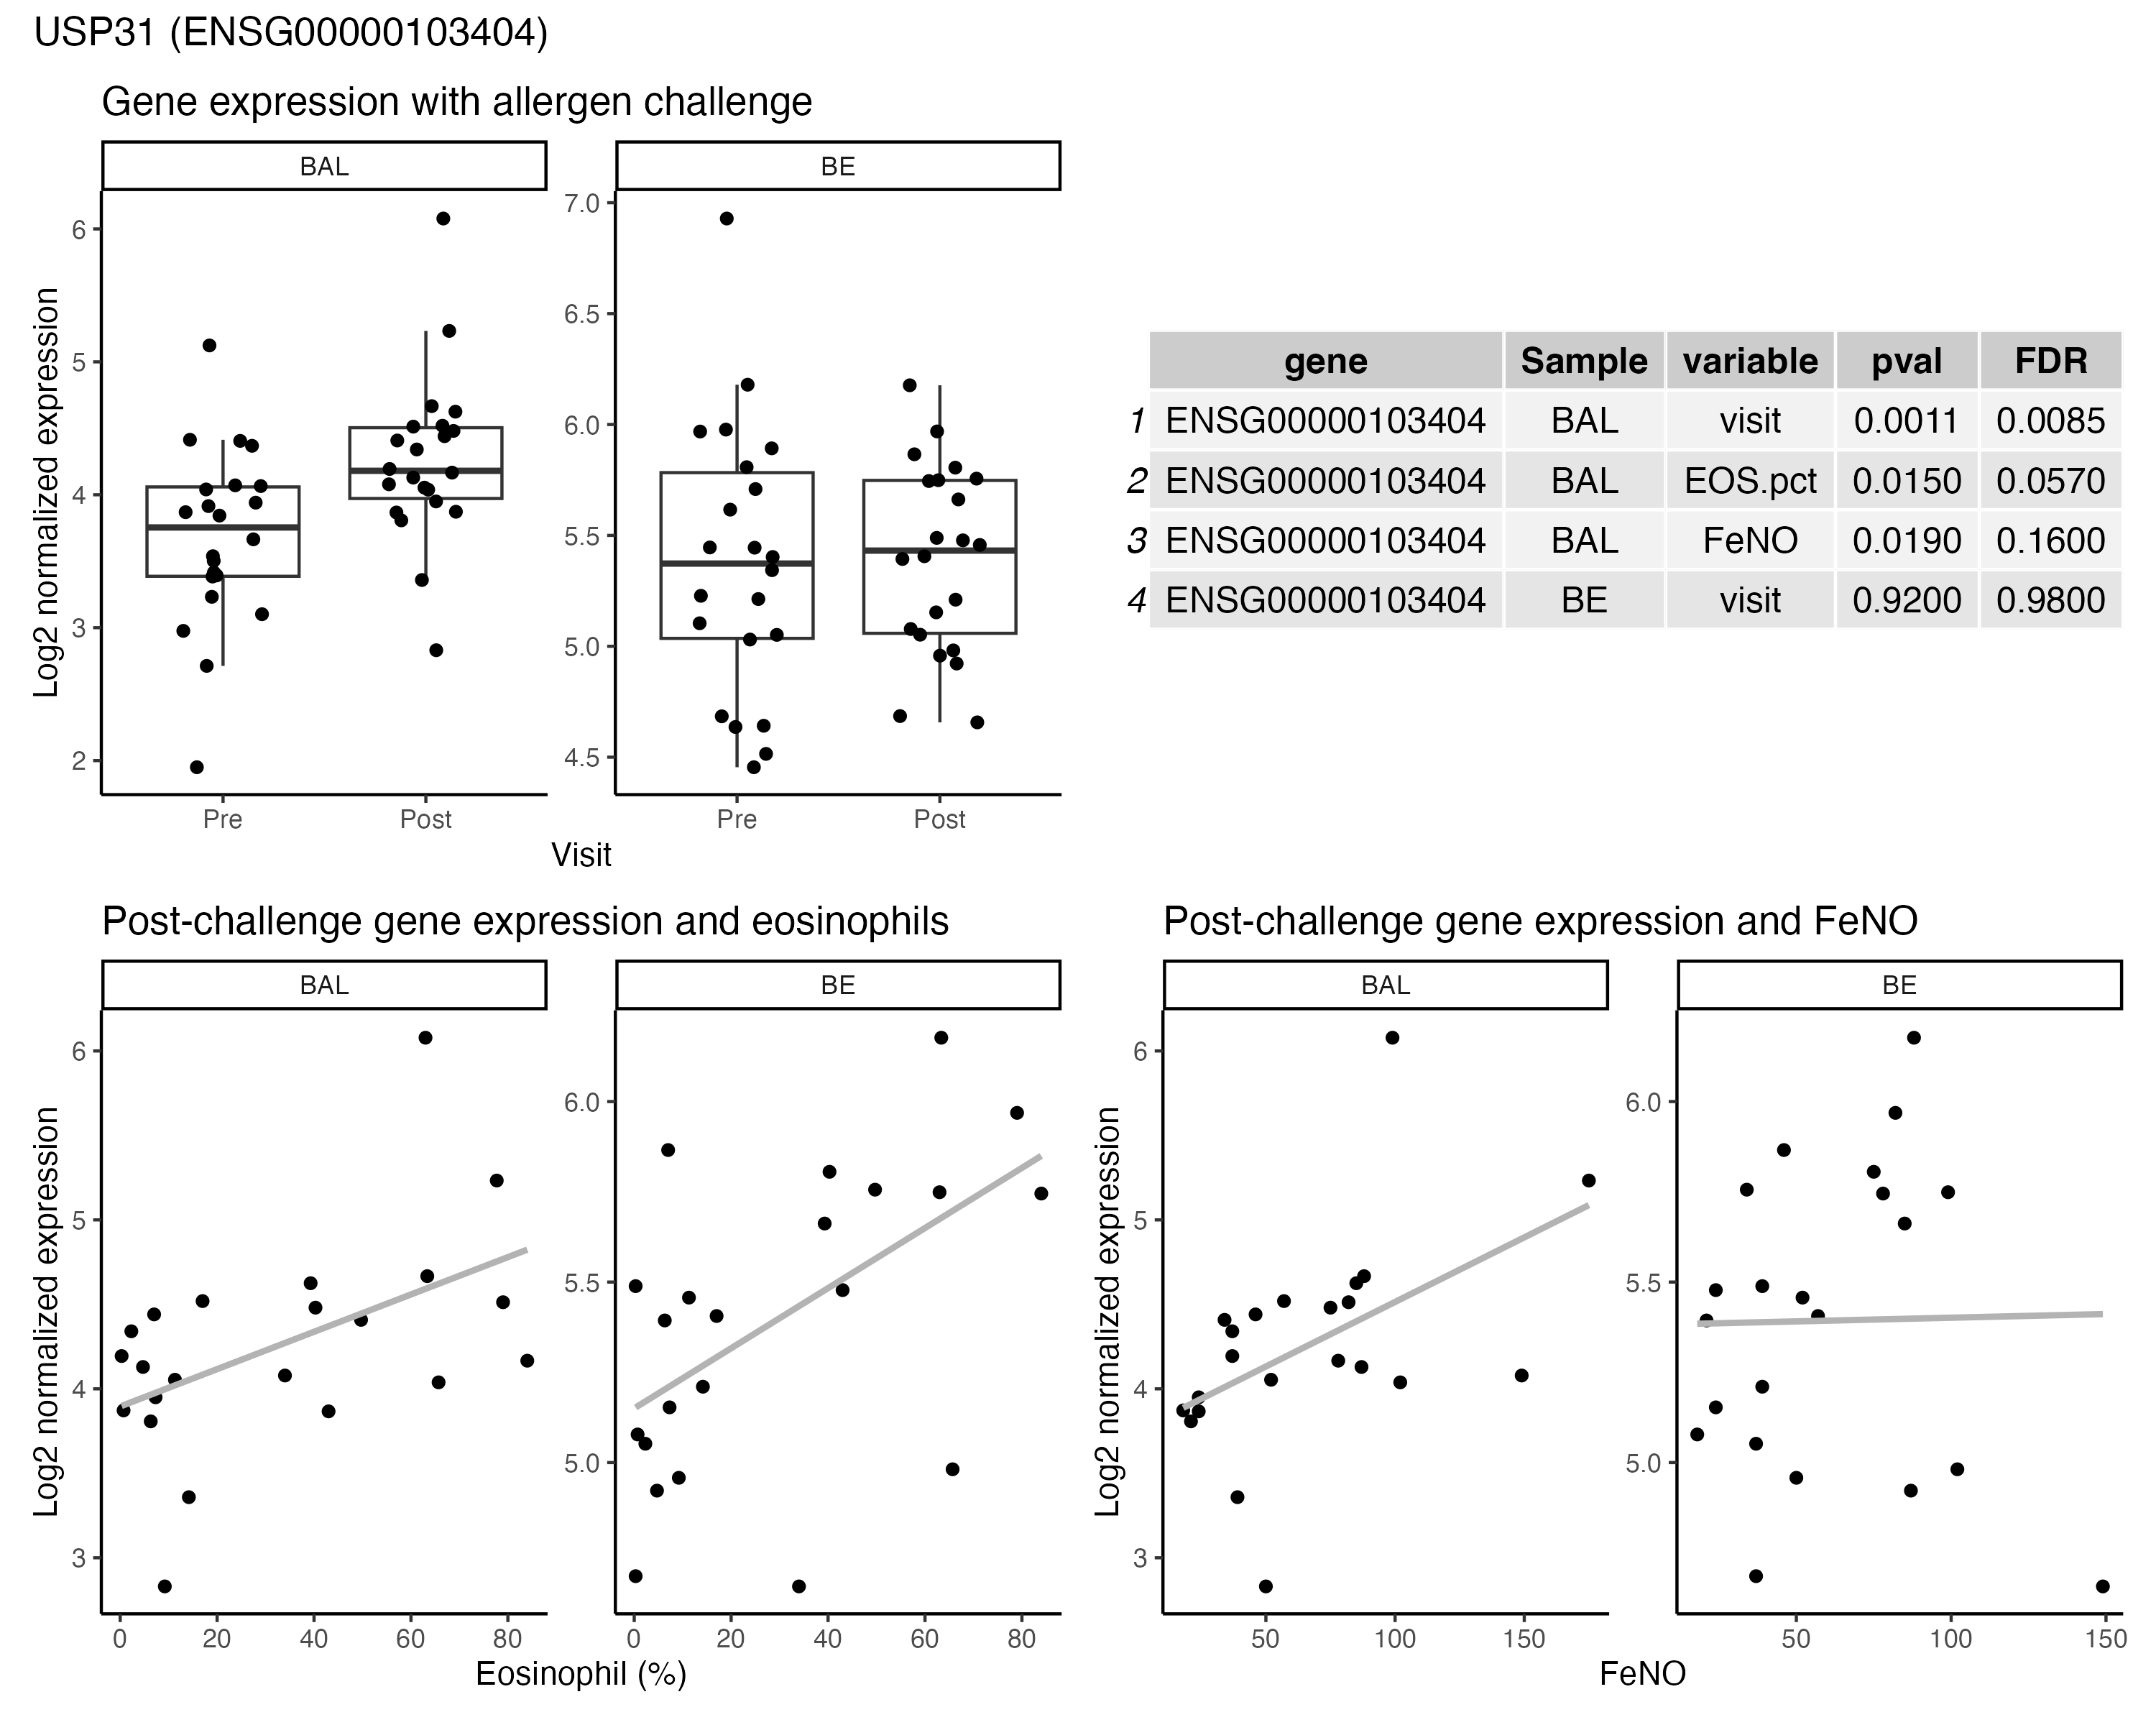 USP31 (ENSG00000103404)
Gene expression with allergen challenge
BAL
BE
Log2 normalized expression
6
5
4
3
2
7.0
6.5
6.0
5.5
5.0
4.5
Pre
Post
Pre
Post
Visit
gene Sample variable pval FDR
1 ENSG00000103404 BAL visit 0.0011 0.0085
2 ENSG00000103404 BAL EOS.pct 0.0150 0.0570
3 ENSG00000103404 BAL FeNO 0.0190 0.1600
4 ENSG00000103404 BE visit 0.9200 0.9800
Post-challenge gene expression and eosinophils
BAL
BE
Log2 normalized expression
6
5
4
3
6.0
5.5
5.0
0 20 40 60 80
0 20 40 60 80
Eosinophil (%)
Post-challenge gene expression and FeNO
BAL
BE
Log2 normalized expression
6
5
4
3
6.0
5.5
5.0
50 100 150
50 100 150
FeNO